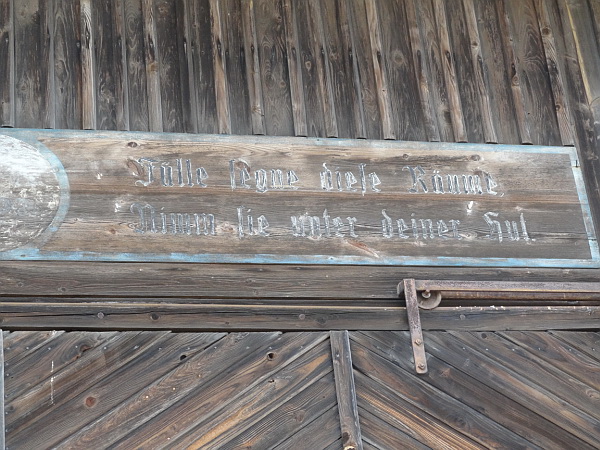 Fülle segne diese Räume,
Nimm sie unter deiner Hut.